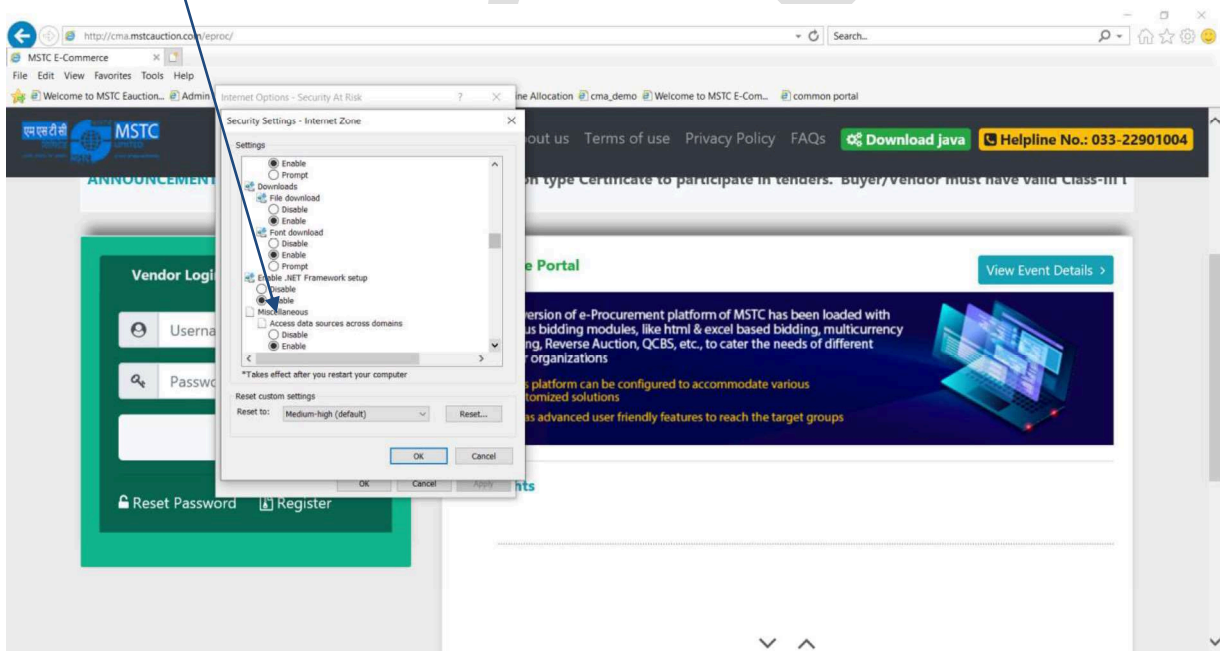 http://cma.mstcauction.com/eproc/
Search...
MSTC E-Commerce
File Edit View Favorites Tools Help
Welcome to MSTC Eauction... Admin
ne Allocation cma_demo Welcome to MSTC E-Com... common portal
Internet Options - Security At Risk ?
Security Settings - Internet Zone
Settings
Enable
Prompt
Downloads
File download
Disable
Enable
Font download
Disable
Enable
Prompt
Enable .NET Framework setup
Disable
Enable
Miscellaneous
Access data sources across domains
Disable
Enable
*Takes effect after you restart your computer
Reset custom settings
Reset to: Medium-high (default) Reset...
OK Cancel
OK Cancel Apply
एम एस टी सी MSTC
LIMITED
out us Terms of use Privacy Policy FAQs Download java Helpline No.: 033-22901004
ANNOUNCEMENT
on type Certificate to participate in tenders. Buyer/Vendor must have valid Class-III
Vendor Logi
Userna
Passwo
Reset Password Register
e Portal
View Event Details >
version of e-Procurement platform of MSTC has been loaded with
us bidding modules, like html & excel based bidding, multicurrency
ng, Reverse Auction, QCBS, etc., to cater the needs of different
organizations
s platform can be configured to accommodate various
tomized solutions
as advanced user friendly features to reach the target groups
nts